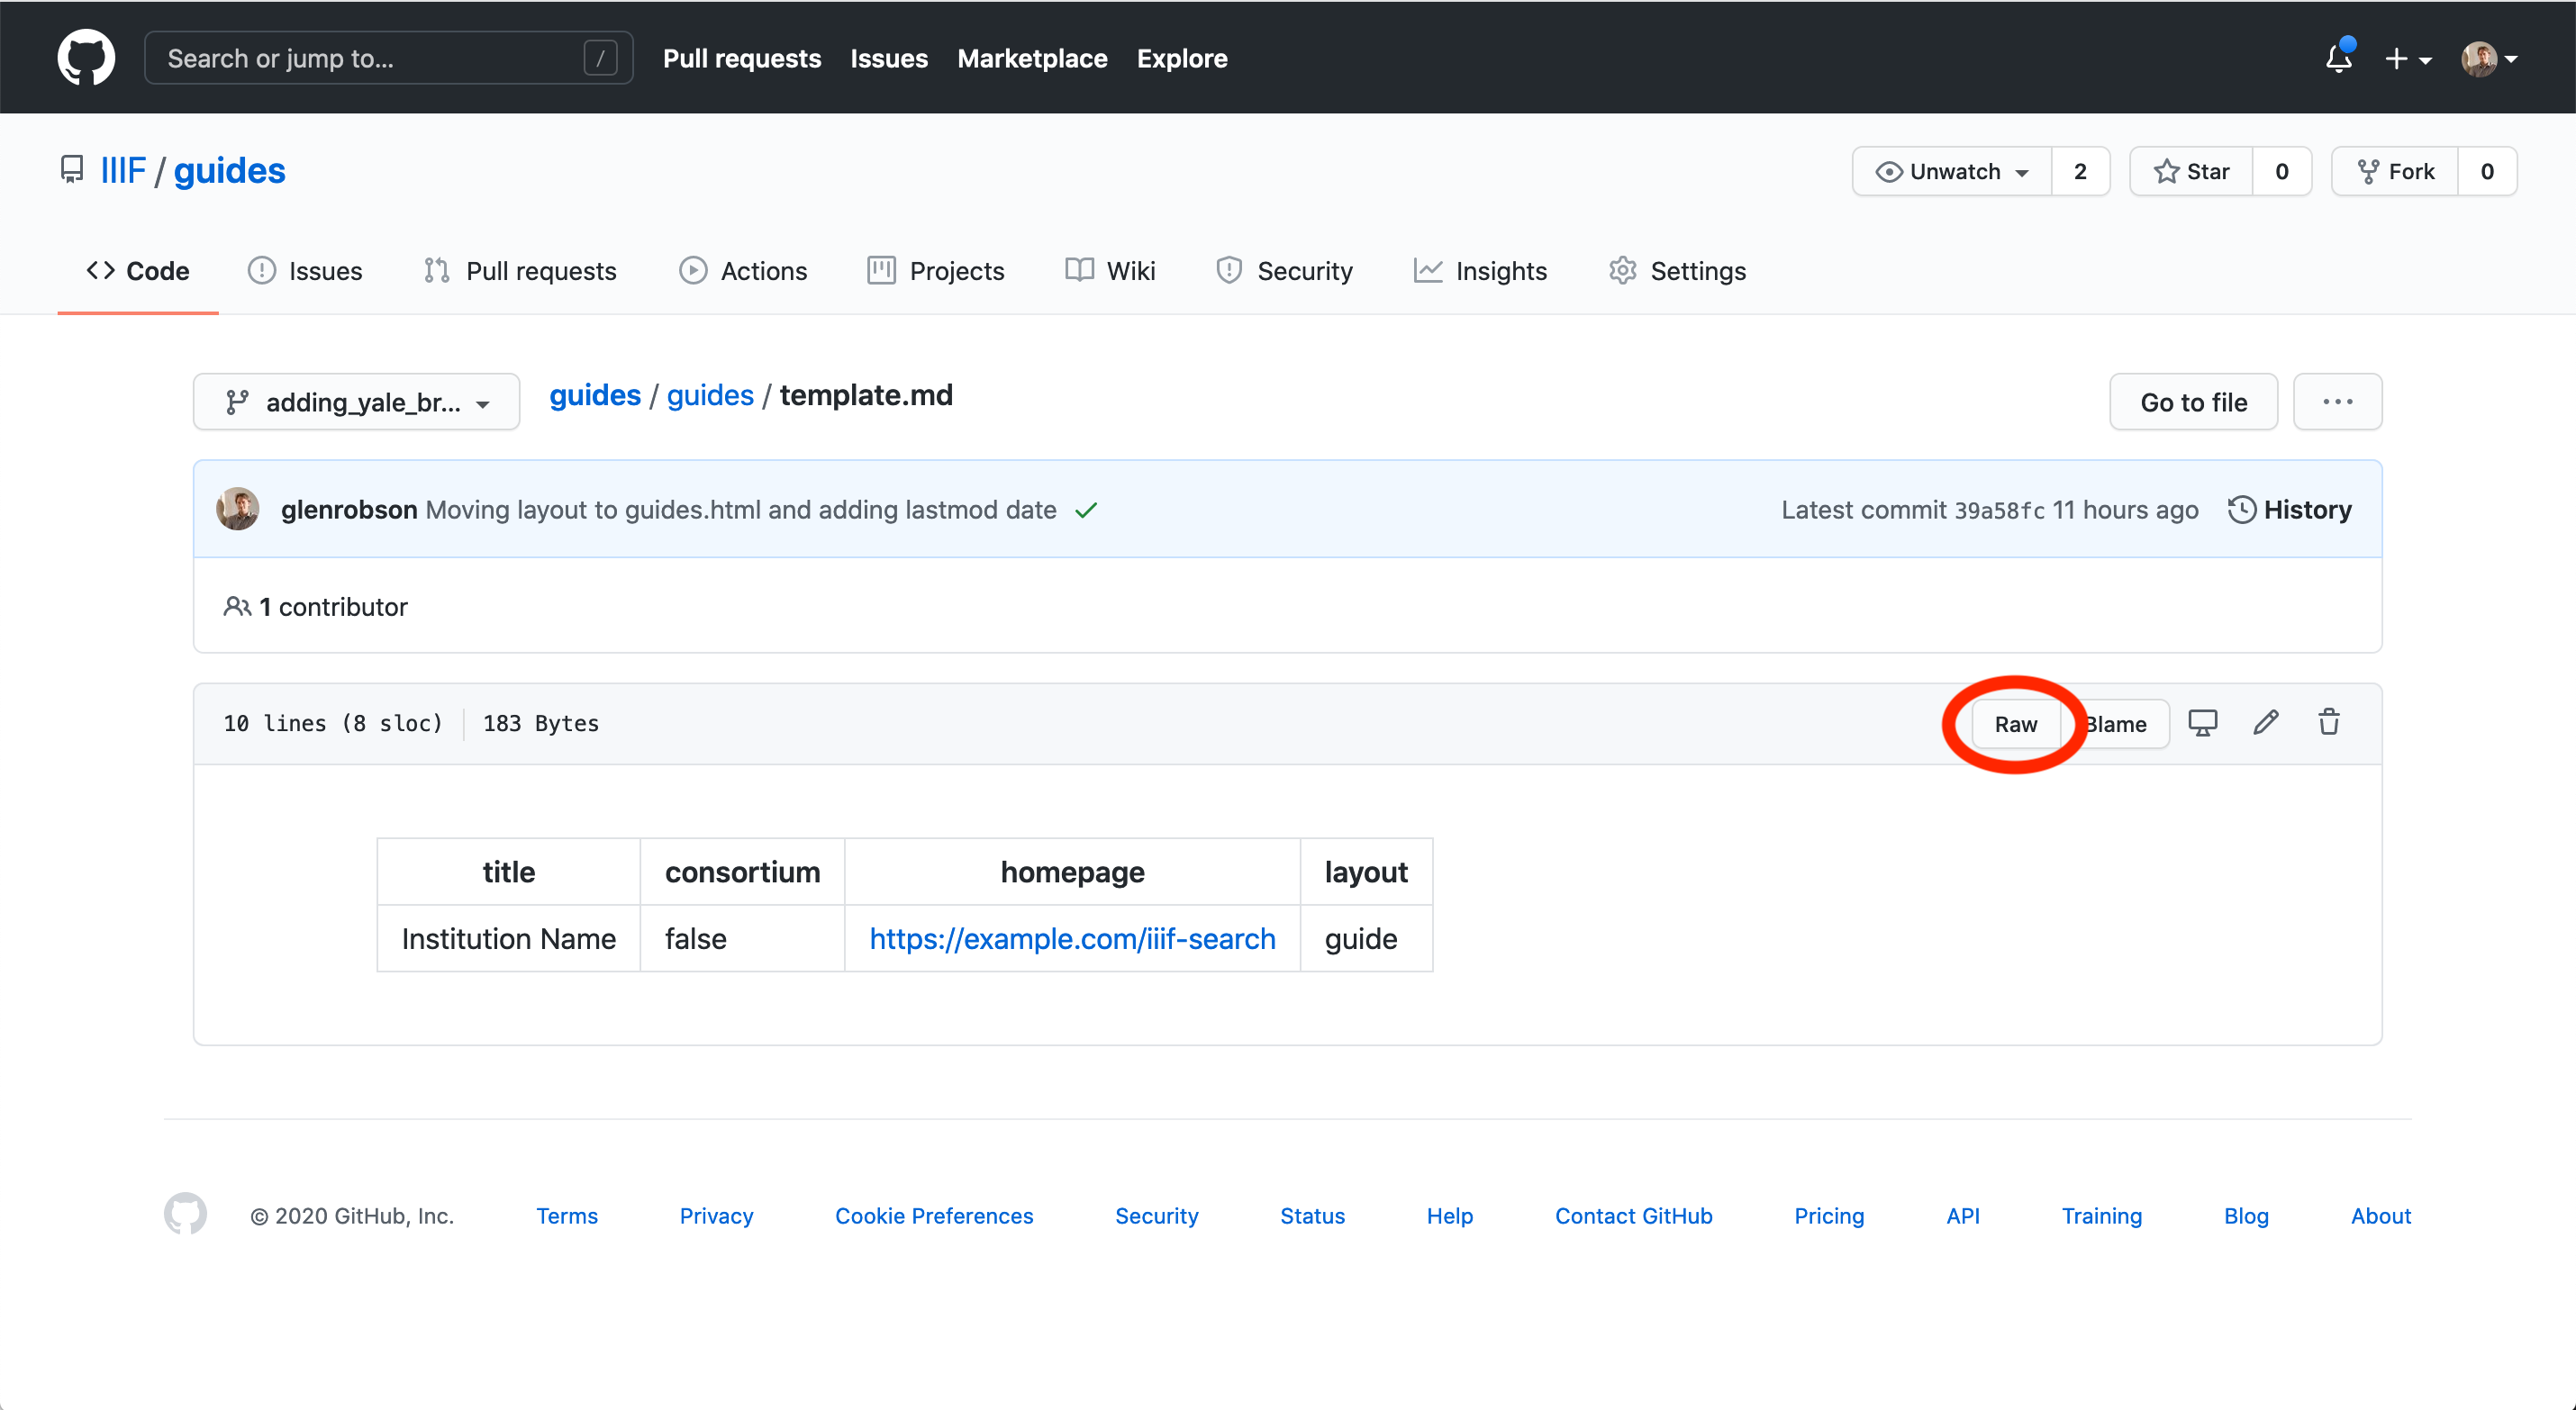 Search or jump to... / Pull requests Issues Marketplace Explore
IIIF / guides Unwatch 2 Star 0 Fork 0
Code Issues Pull requests Actions Projects Wiki Security Insights Settings
adding_yale_br... guides / guides / template.md Go to file ...
glenrobson Moving layout to guides.html and adding lastmod date Latest commit 39a58fc 11 hours ago History
1 contributor
10 lines (8 sloc) 183 Bytes Raw Blame
title consortium homepage layout
Institution Name false https://example.com/iiif-search guide
© 2020 GitHub, Inc. Terms Privacy Cookie Preferences Security Status Help Contact GitHub Pricing API Training Blog About